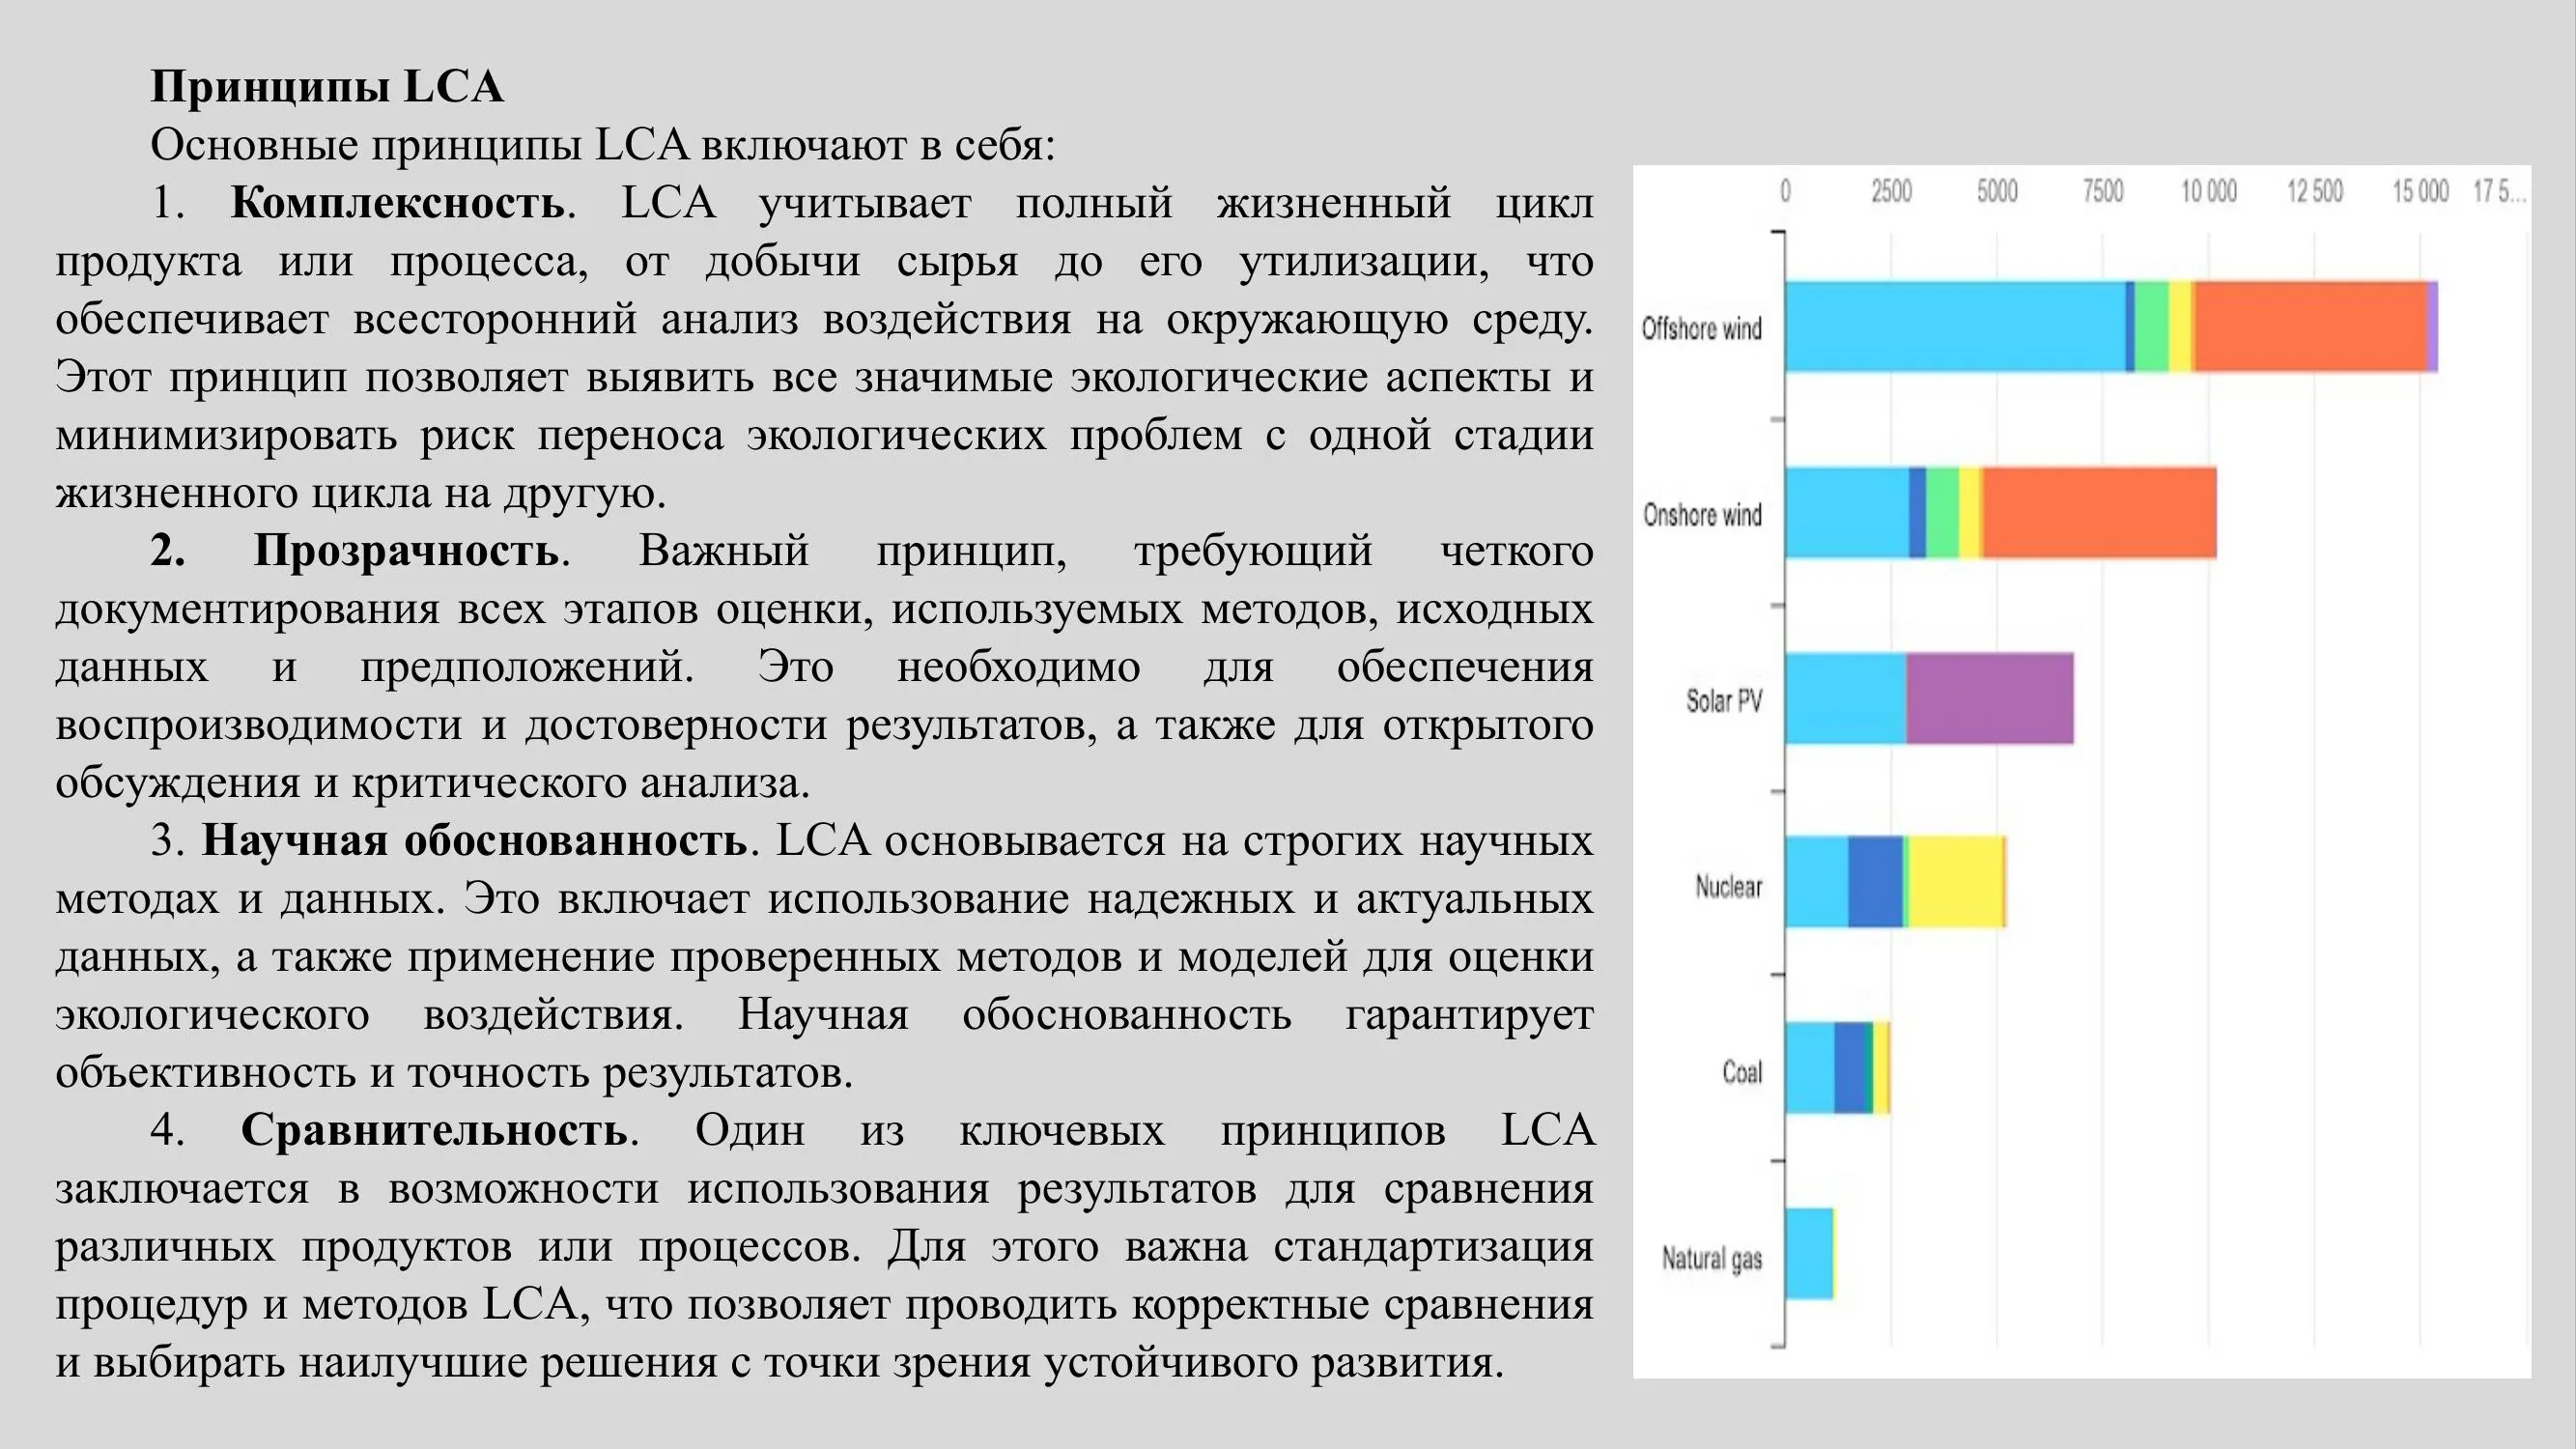 Принципы LCA
Основные принципы LCA включают в себя:
1. Комплексность. LCA учитывает полный жизненный цикл
продукта или процесса, от добычи сырья до его утилизации, что
обеспечивает всесторонний анализ воздействия на окружающую среду.
Этот принцип позволяет выявить все значимые экологические аспекты и
минимизировать риск переноса экологических проблем с одной стадии
жизненного цикла на другую.
2. Прозрачность. Важный принцип, требующий четкого
документирования всех этапов оценки, используемых методов, исходных
данных и предположений. Это необходимо для обеспечения
воспроизводимости и достоверности результатов, а также для открытого
обсуждения и критического анализа.
3. Научная обоснованность. LCA основывается на строгих научных
методах и данных. Это включает использование надежных и актуальных
данных, а также применение проверенных методов и моделей для оценки
экологического воздействия. Научная обоснованность гарантирует
объективность и точность результатов.
4. Сравнительность. Один из ключевых принципов LCA
заключается в возможности использования результатов для сравнения
различных продуктов или процессов. Для этого важна стандартизация
процедур и методов LCA, что позволяет проводить корректные сравнения
и выбирать наилучшие решения с точки зрения устойчивого развития.
0 2500 5000 7500 10 000 12 500 15 000 17 5...
Offshore wind
Onshore wind
Solar PV
Nuclear
Coal
Natural gas